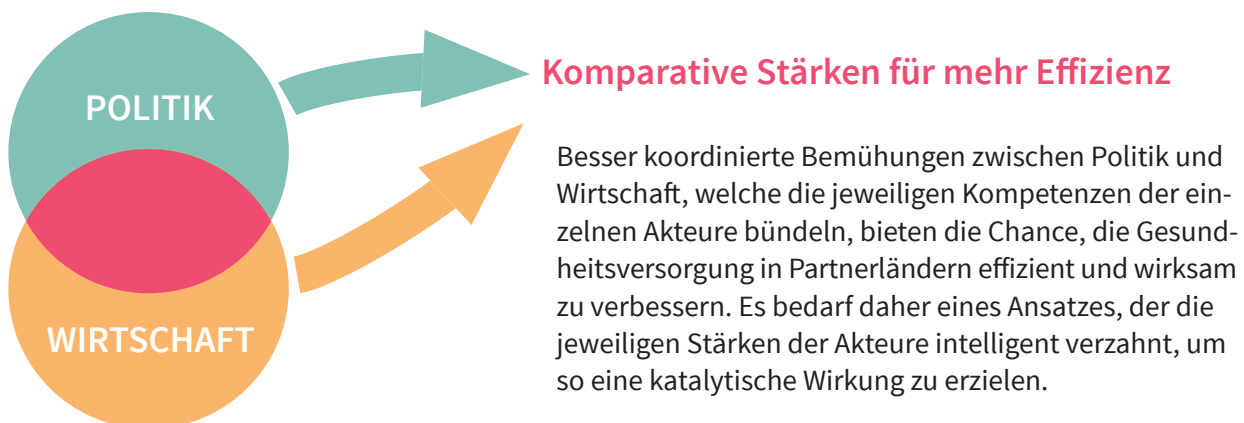 POLITIK
WIRTSCHAFT
Komparative Stärken für mehr Effizienz
Besser koordinierte Bemühungen zwischen Politik und
Wirtschaft, welche die jeweiligen Kompetenzen der ein-
zelnen Akteure bündeln, bieten die Chance, die Gesund-
heitsversorgung in Partnerländern effizient und wirksam
zu verbessern. Es bedarf daher eines Ansatzes, der die
jeweiligen Stärken der Akteure intelligent verzahnt, um
so eine katalytische Wirkung zu erzielen.